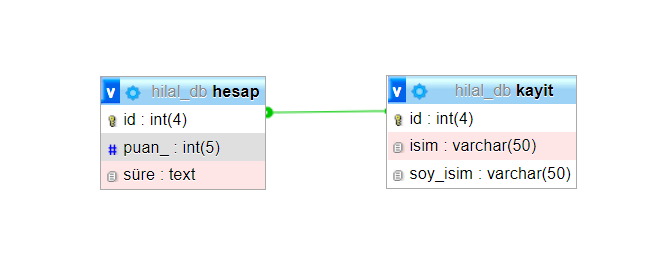 v hilal_db hesap
id : int(4)
# puan_ : int(5)
süre : text
v hilal_db kayit
id : int(4)
isim : varchar(50)
soy_isim : varchar(50)